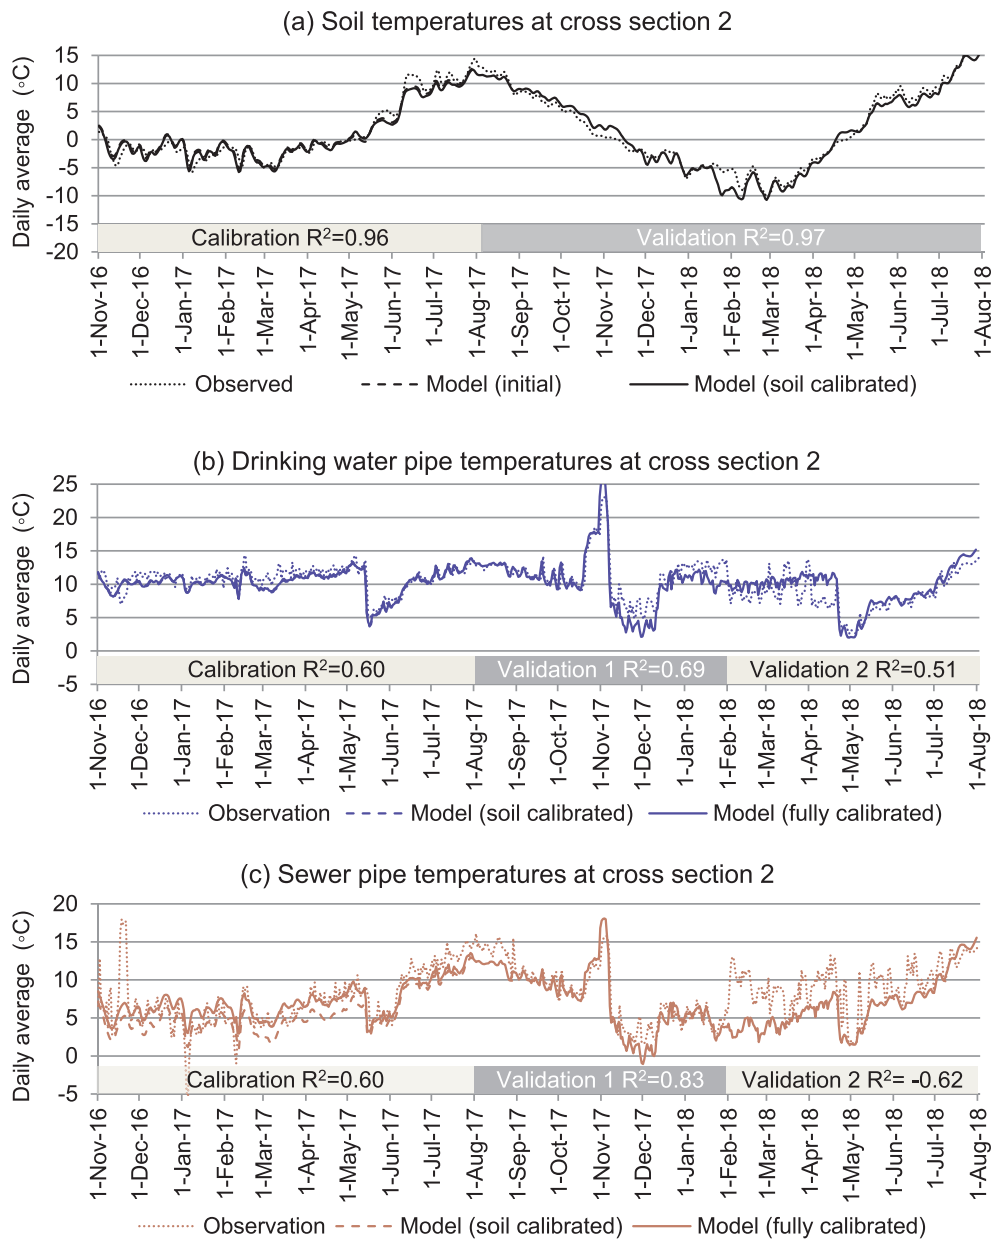 (a) Soil temperatures at cross section 2
Daily average (°C)
15
10
5
0
-5
-10
-15
-20
Calibration R²=0.96
Validation R²=0.97
1-Nov-16
1-Dec-16
1-Jan-17
1-Feb-17
1-Mar-17
1-Apr-17
1-May-17
1-Jun-17
1-Jul-17
1-Aug-17
1-Sep-17
1-Oct-17
1-Nov-17
1-Dec-17
1-Jan-18
1-Feb-18
1-Mar-18
1-Apr-18
1-May-18
1-Jun-18
1-Jul-18
1-Aug-18
Observed
Model (initial)
Model (soil calibrated)
(b) Drinking water pipe temperatures at cross section 2
Daily average (°C)
25
20
15
10
5
0
-5
Calibration R²=0.60
Validation 1 R²=0.69
Validation 2 R²=0.51
1-Nov-16
1-Dec-16
1-Jan-17
1-Feb-17
1-Mar-17
1-Apr-17
1-May-17
1-Jun-17
1-Jul-17
1-Aug-17
1-Sep-17
1-Oct-17
1-Nov-17
1-Dec-17
1-Jan-18
1-Feb-18
1-Mar-18
1-Apr-18
1-May-18
1-Jun-18
1-Jul-18
1-Aug-18
Observation
Model (soil calibrated)
Model (fully calibrated)
(c) Sewer pipe temperatures at cross section 2
Daily average (°C)
20
15
10
5
0
-5
Calibration R²=0.60
Validation 1 R²=0.83
Validation 2 R²= -0.62
1-Nov-16
1-Dec-16
1-Jan-17
1-Feb-17
1-Mar-17
1-Apr-17
1-May-17
1-Jun-17
1-Jul-17
1-Aug-17
1-Sep-17
1-Oct-17
1-Nov-17
1-Dec-17
1-Jan-18
1-Feb-18
1-Mar-18
1-Apr-18
1-May-18
1-Jun-18
1-Jul-18
1-Aug-18
Observation
Model (soil calibrated)
Model (fully calibrated)